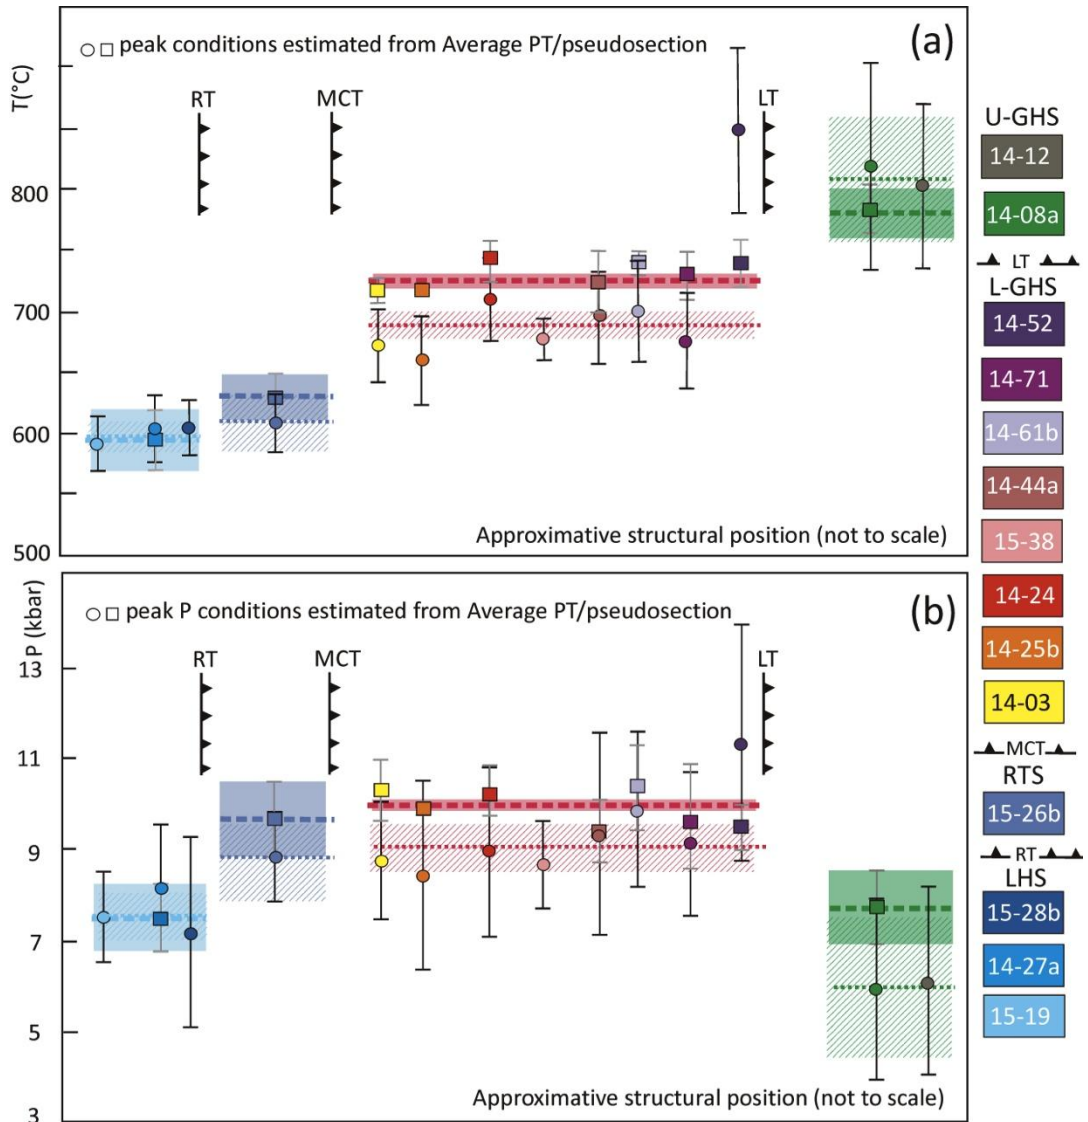 (a)
○□ peak conditions estimated from Average PT/pseudosection
T(°C)
RT
MCT
LT
800
700
600
500
Approximative structural position (not to scale)
(b)
○□ peak P conditions estimated from Average PT/pseudosection
P (kbar)
RT
MCT
LT
13
11
9
7
5
3
Approximative structural position (not to scale)
U-GHS
14-12
14-08a
LT
L-GHS
14-52
14-71
14-61b
14-44a
15-38
14-24
14-25b
14-03
MCT
RTS
15-26b
RT
LHS
15-28b
14-27a
15-19